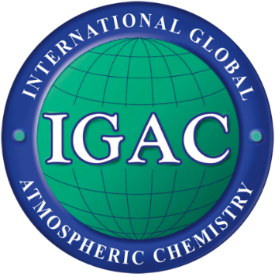 INTERNATIONAL GLOBAL
IGAC
ATMOSPHERIC CHEMISTRY